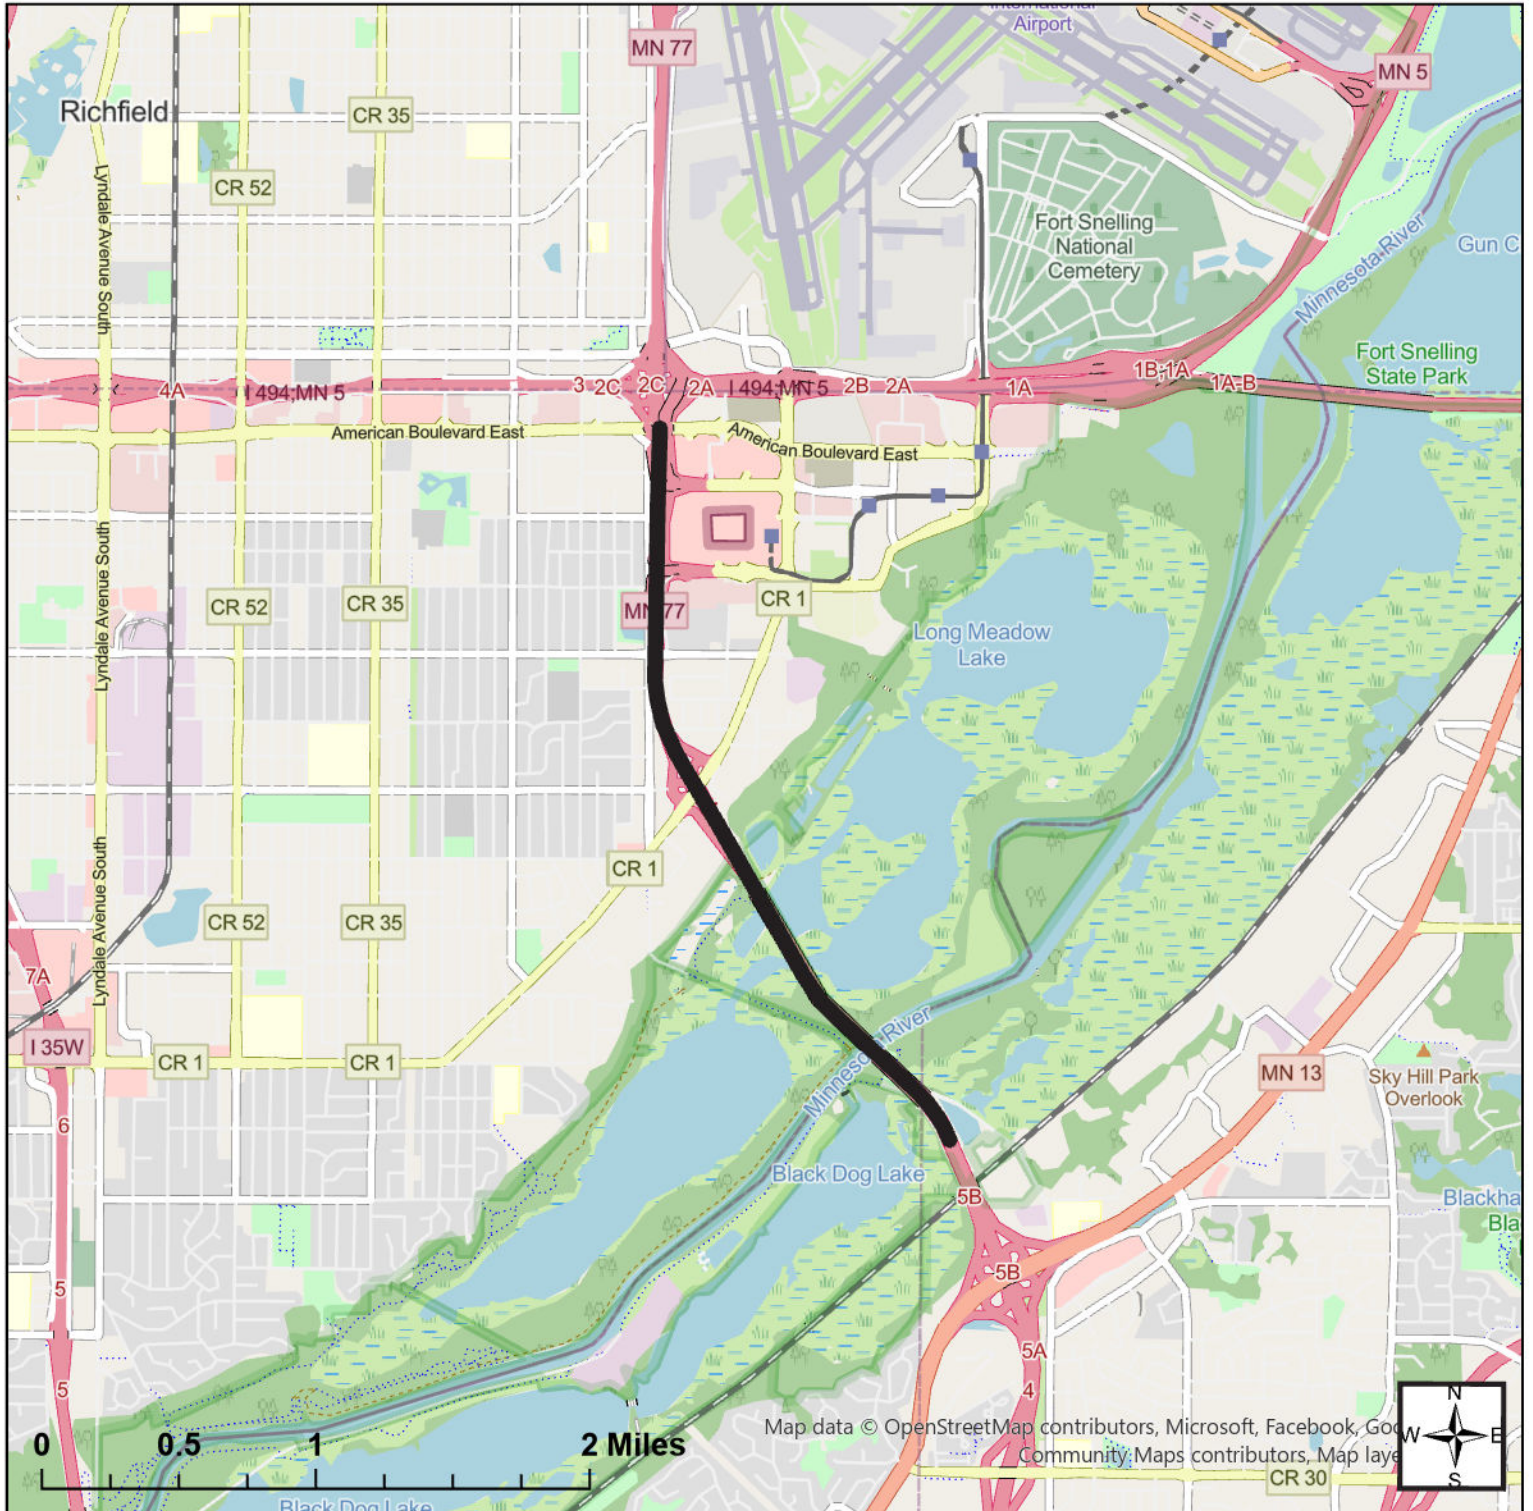 International
Airport
MN 77
MN 5
Richfield
CR 35
CR 52
Lyndale Avenue South
Fort Snelling
National
Cemetery
Minnesota River
Gun C
Fort Snelling
State Park
4A
I 494;MN 5
3
2C
2C
2A
I 494;MN 5
2B
2A
1A
1B;1A
1A-B
American Boulevard East
American Boulevard East
Lyndale Avenue South
CR 52
CR 35
MN 77
CR 1
Long Meadow
Lake
Lyndale Avenue South
CR 1
CR 52
CR 35
7A
I 35W
CR 1
CR 1
Minnesota River
MN 13
Sky Hill Park
Overlook
6
Black Dog Lake
5B
Blackha
Bla
5B
5
5A
5
4
0
0.5
1
2 Miles
Map data © OpenStreetMap contributors, Microsoft, Facebook, Goo
Community Maps contributors, Map laye
N
W
E
S
CR 30
Black Dog Lake